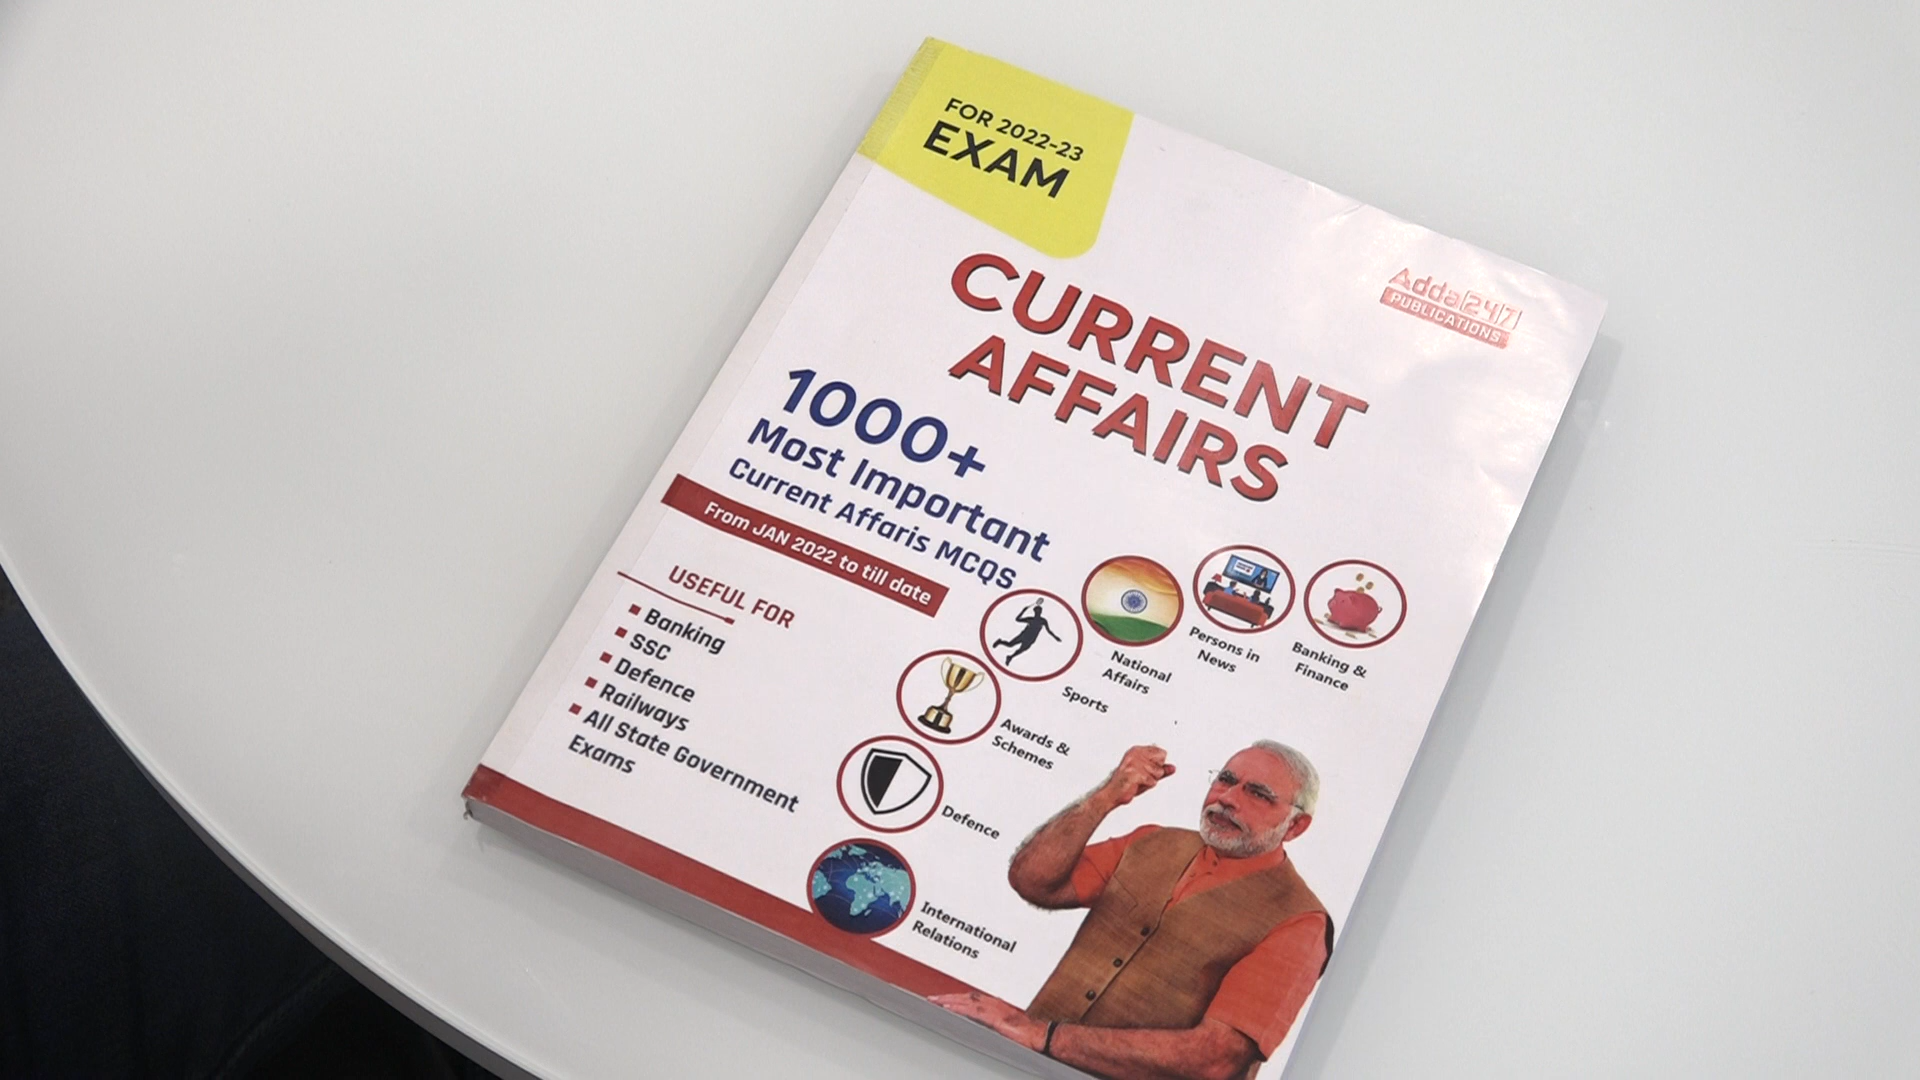 FOR 2022-23
EXAM
Adda 247
PUBLICATIONS
CURRENT
AFFAIRS
1000+
Most Important
Current Affaris MCQS
From JAN 2022 to till date
USEFUL FOR
Banking
SSC
Defence
Railways
All State Government
Exams
Banking &
Finance
Persons in
News
National
Affairs
Sports
Awards &
Schemes
Defence
International
Relations